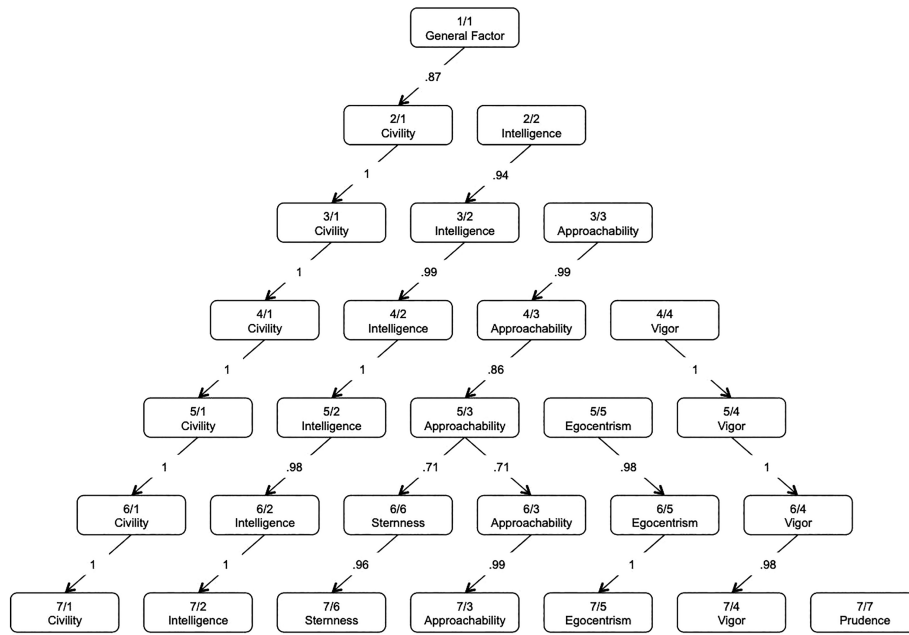 1/1
General Factor
.87
2/1
Civility
2/2
Intelligence
1
.94
3/1
Civility
3/2
Intelligence
3/3
Approachability
1
.99
.99
4/1
Civility
4/2
Intelligence
4/3
Approachability
4/4
Vigor
1
1
.86
1
5/1
Civility
5/2
Intelligence
5/3
Approachability
5/5
Egocentrism
5/4
Vigor
1
.98
.71
.71
.98
1
6/1
Civility
6/2
Intelligence
6/6
Sternness
6/3
Approachability
6/5
Egocentrism
6/4
Vigor
1
1
.96
.99
1
.98
7/1
Civility
7/2
Intelligence
7/6
Sternness
7/3
Approachability
7/5
Egocentrism
7/4
Vigor
7/7
Prudence